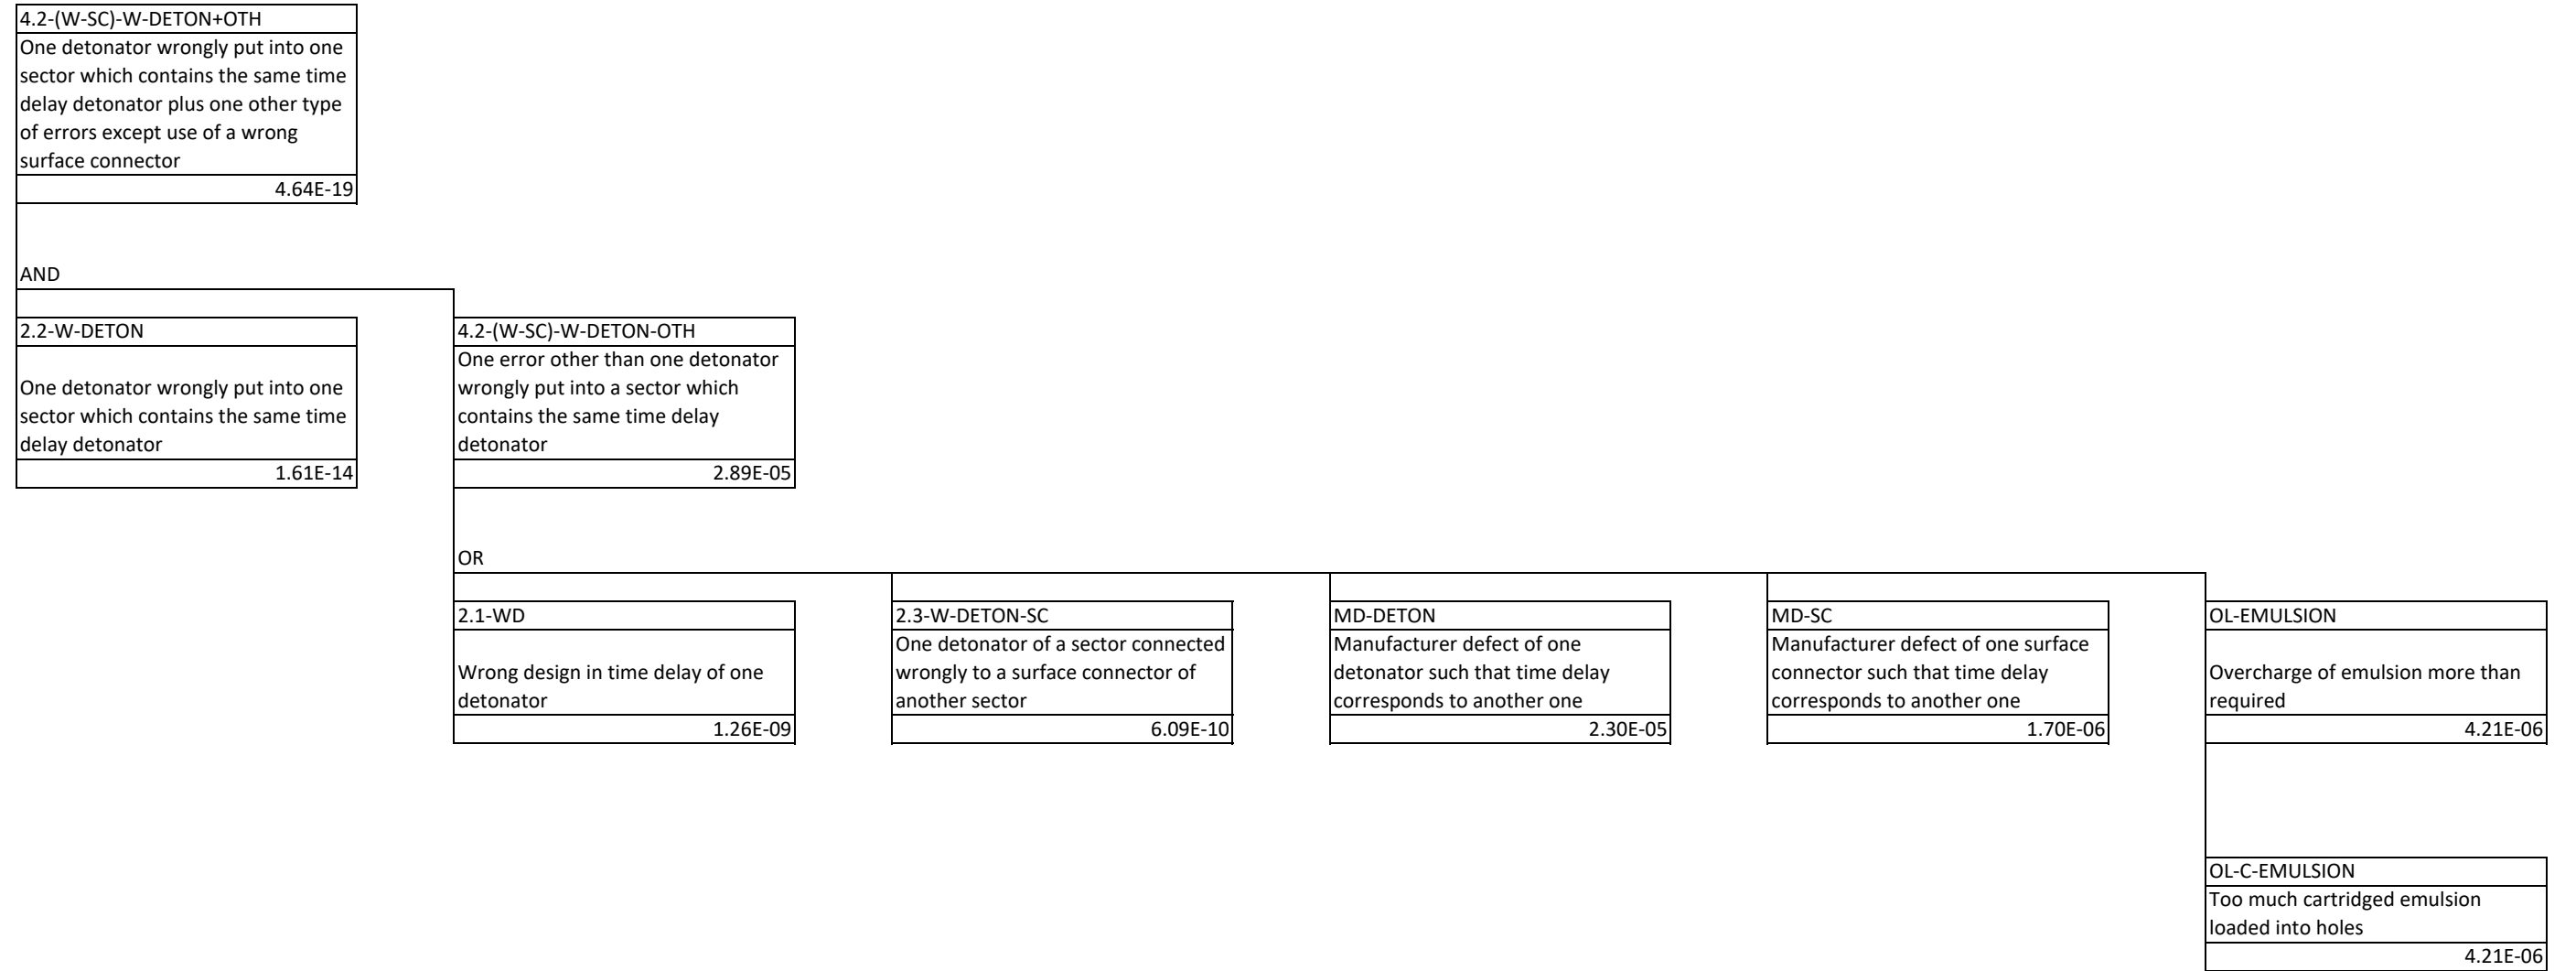 4.2-(W-SC)-W-DETON+OTH
One detonator wrongly put into one
sector which contains the same time
delay detonator plus one other type
of errors except use of a wrong
surface connector
4.64E-19
AND
2.2-W-DETON
One detonator wrongly put into one
sector which contains the same time
delay detonator
1.61E-14
4.2-(W-SC)-W-DETON-OTH
One error other than one detonator
wrongly put into a sector which
contains the same time delay
detonator
2.89E-05
OR
2.1-WD
Wrong design in time delay of one
detonator
1.26E-09
2.3-W-DETON-SC
One detonator of a sector connected
wrongly to a surface connector of
another sector
6.09E-10
MD-DETON
Manufacturer defect of one
detonator such that time delay
corresponds to another one
2.30E-05
MD-SC
Manufacturer defect of one surface
connector such that time delay
corresponds to another one
1.70E-06
OL-EMULSION
Overcharge of emulsion more than
required
4.21E-06
OL-C-EMULSION
Too much cartridged emulsion
loaded into holes
4.21E-06